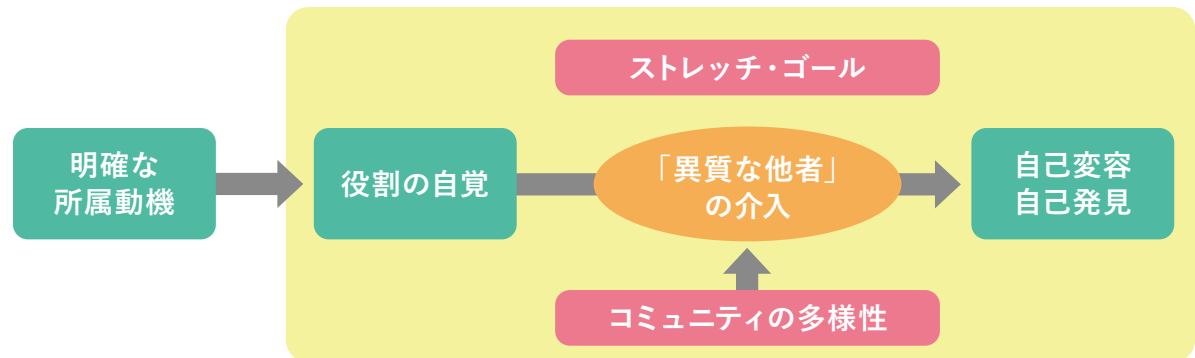 ストレッチ・ゴール
明確な
所属動機
役割の自覚
「異質な他者」
の介入
自己変容
自己発見
コミュニティの多様性